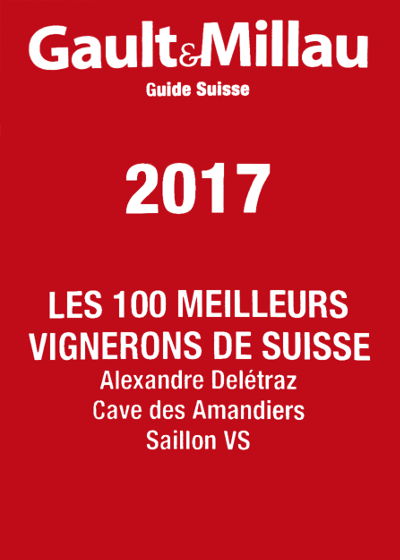 Gault&Millau
Guide Suisse
2017
LES 100 MEILLEURS
VIGNERONS DE SUISSE
Alexandre Delétraz
Cave des Amandiers
Saillon VS